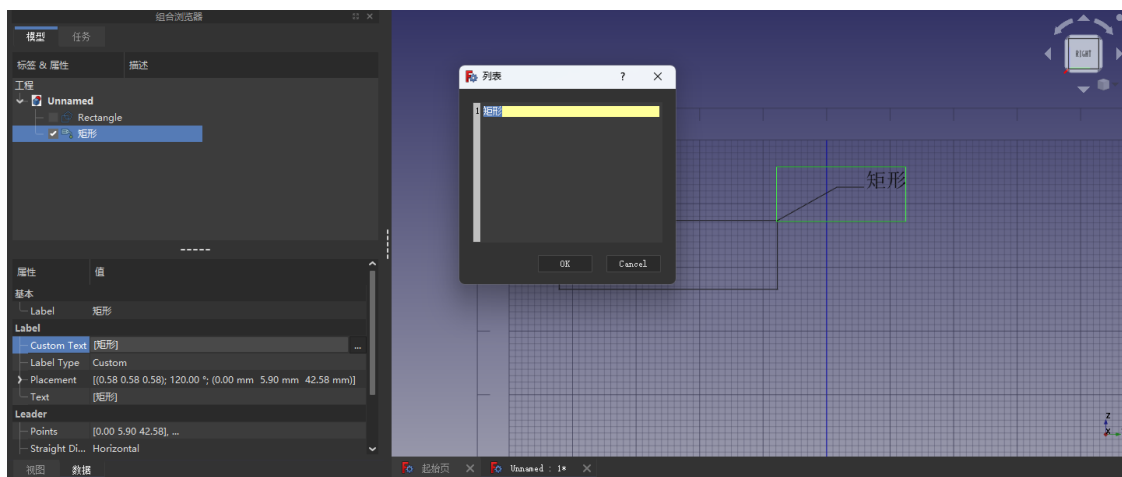 组合浏览器
模型 任务
标签 & 属性 描述
工程
Unnamed
Rectangle
矩形
属性 值
基本
Label 矩形
Label
Custom Text [矩形] ...
Label Type Custom
Placement [(0.58 0.58 0.58); 120.00 °; (0.00 mm 5.90 mm 42.58 mm)]
Text [矩形]
Leader
Points [0.00 5.90 42.58], ...
Straight Di... Horizontal
视图 数据
列表 ? ×
1 矩形
OK Cancel
矩形
RIGHT
Z
X
起始页 Unnamed : 1*